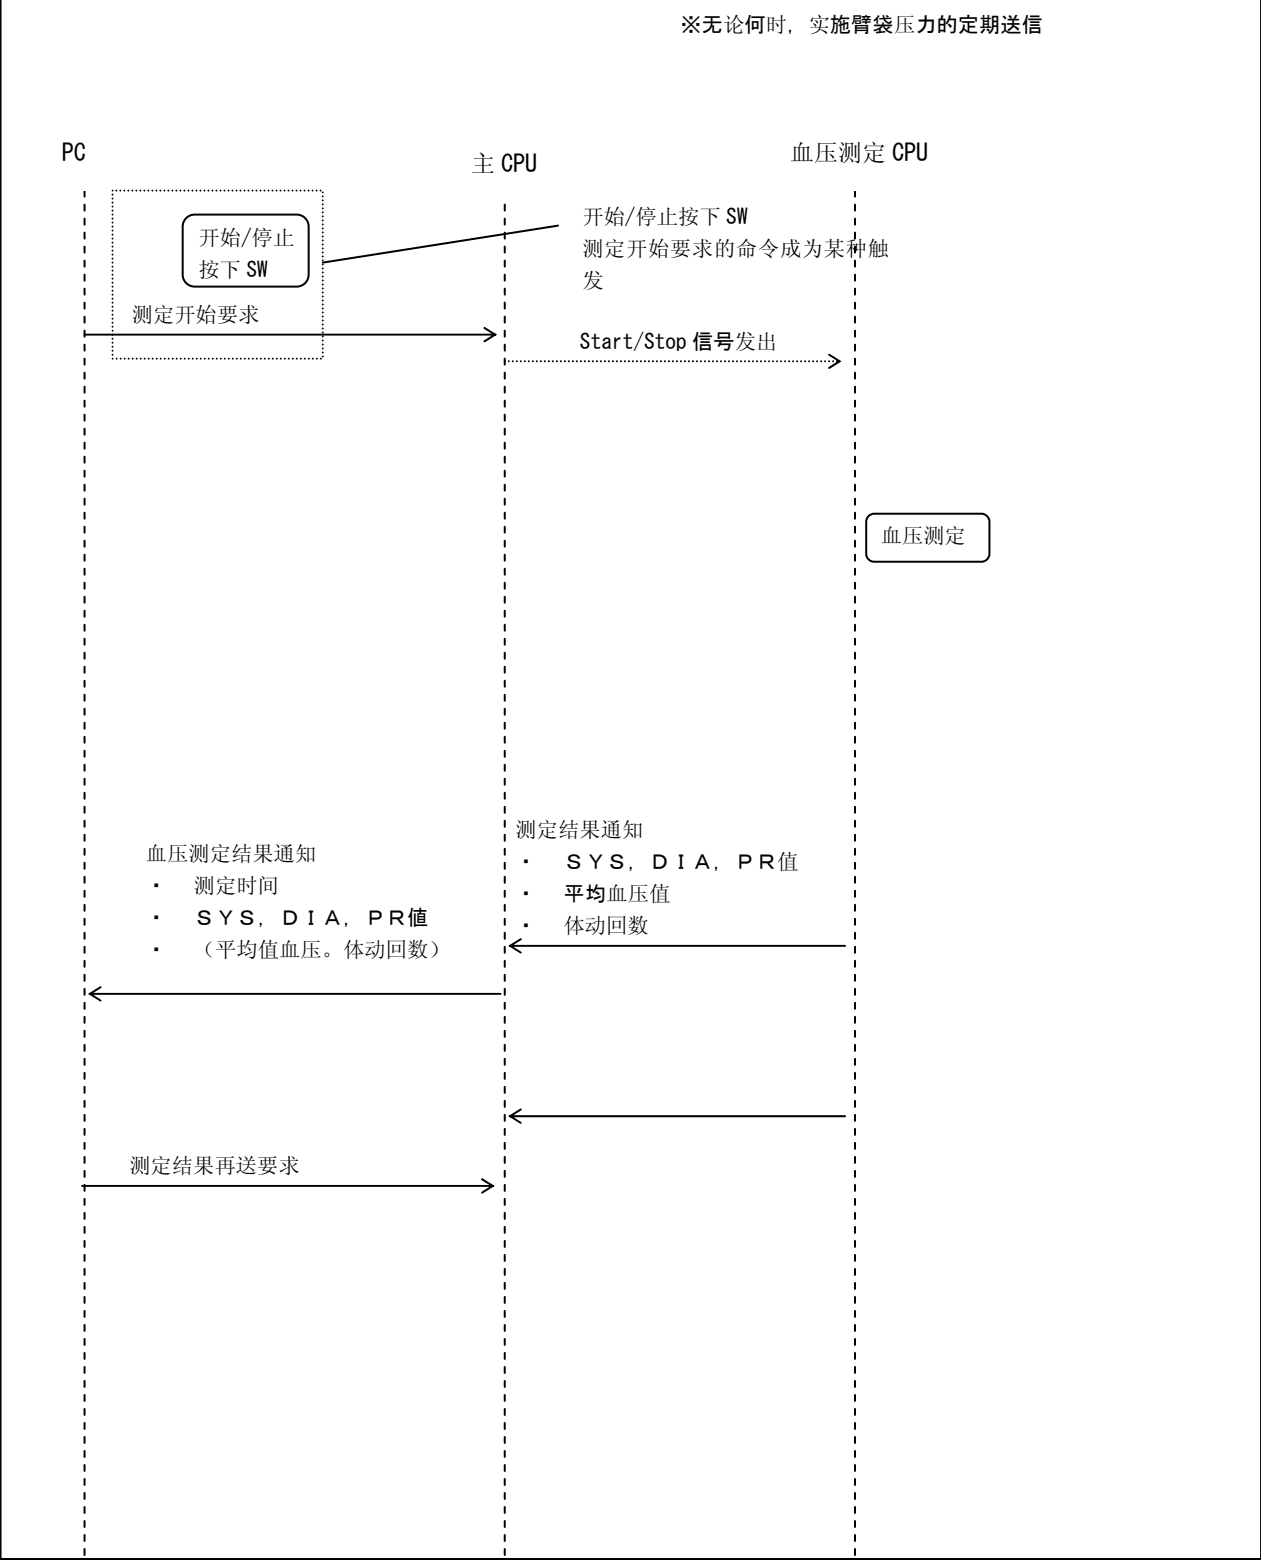 ※无论何时，实施臂袋压力的定期送信
PC
主 CPU
血压测定 CPU
开始/停止
按下 SW
开始/停止按下 SW
测定开始要求的命令成为某种触
发
测定开始要求
Start/Stop 信号发出
血压测定
测定结果通知
・ ＳＹＳ，ＤＩＡ，ＰＲ值
・ 平均血压值
・ 体动回数
血压测定结果通知
・ 测定时间
・ ＳＹＳ，ＤＩＡ，ＰＲ値
・ （平均值血压。体动回数）
测定结果再送要求